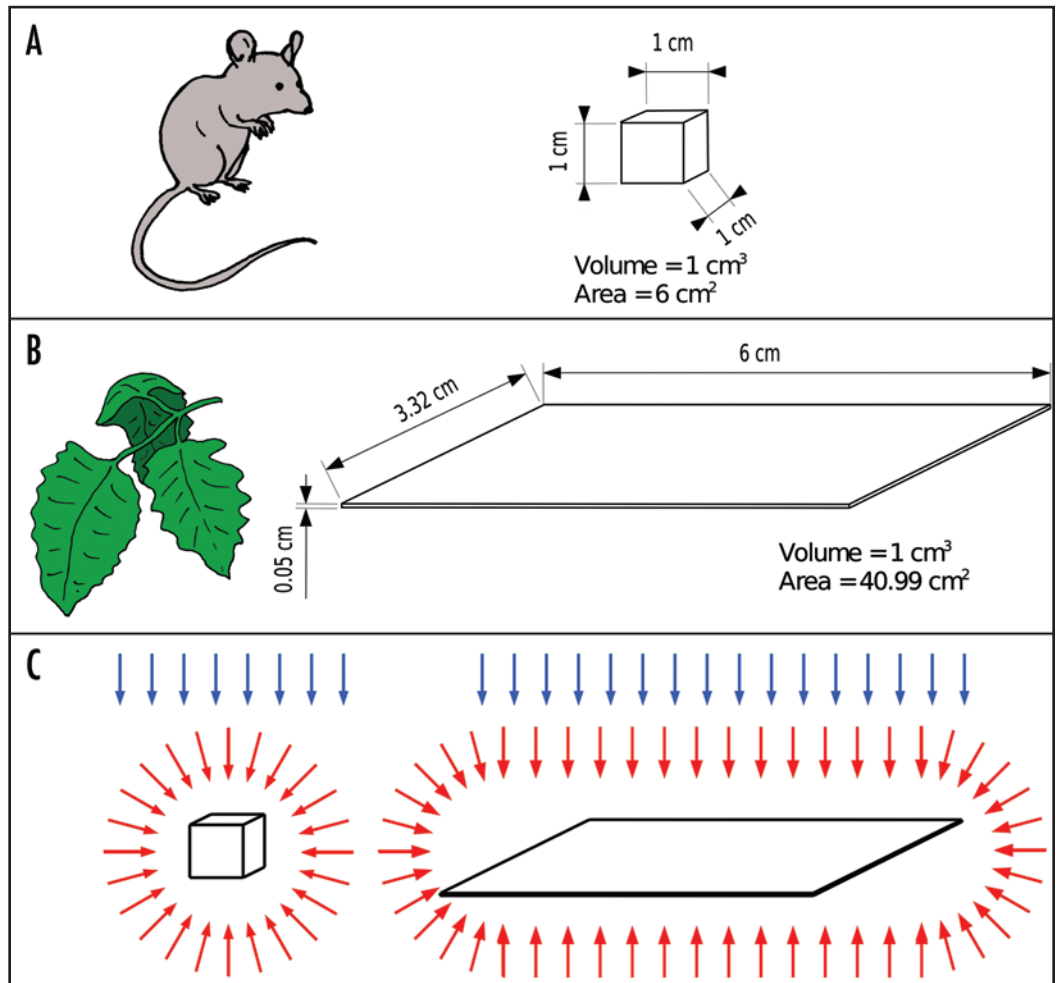 A
1 cm
1 cm
1 cm
Volume = 1 cm³
Area = 6 cm²
B
6 cm
3.32 cm
0.05 cm
Volume = 1 cm³
Area = 40.99 cm²
C